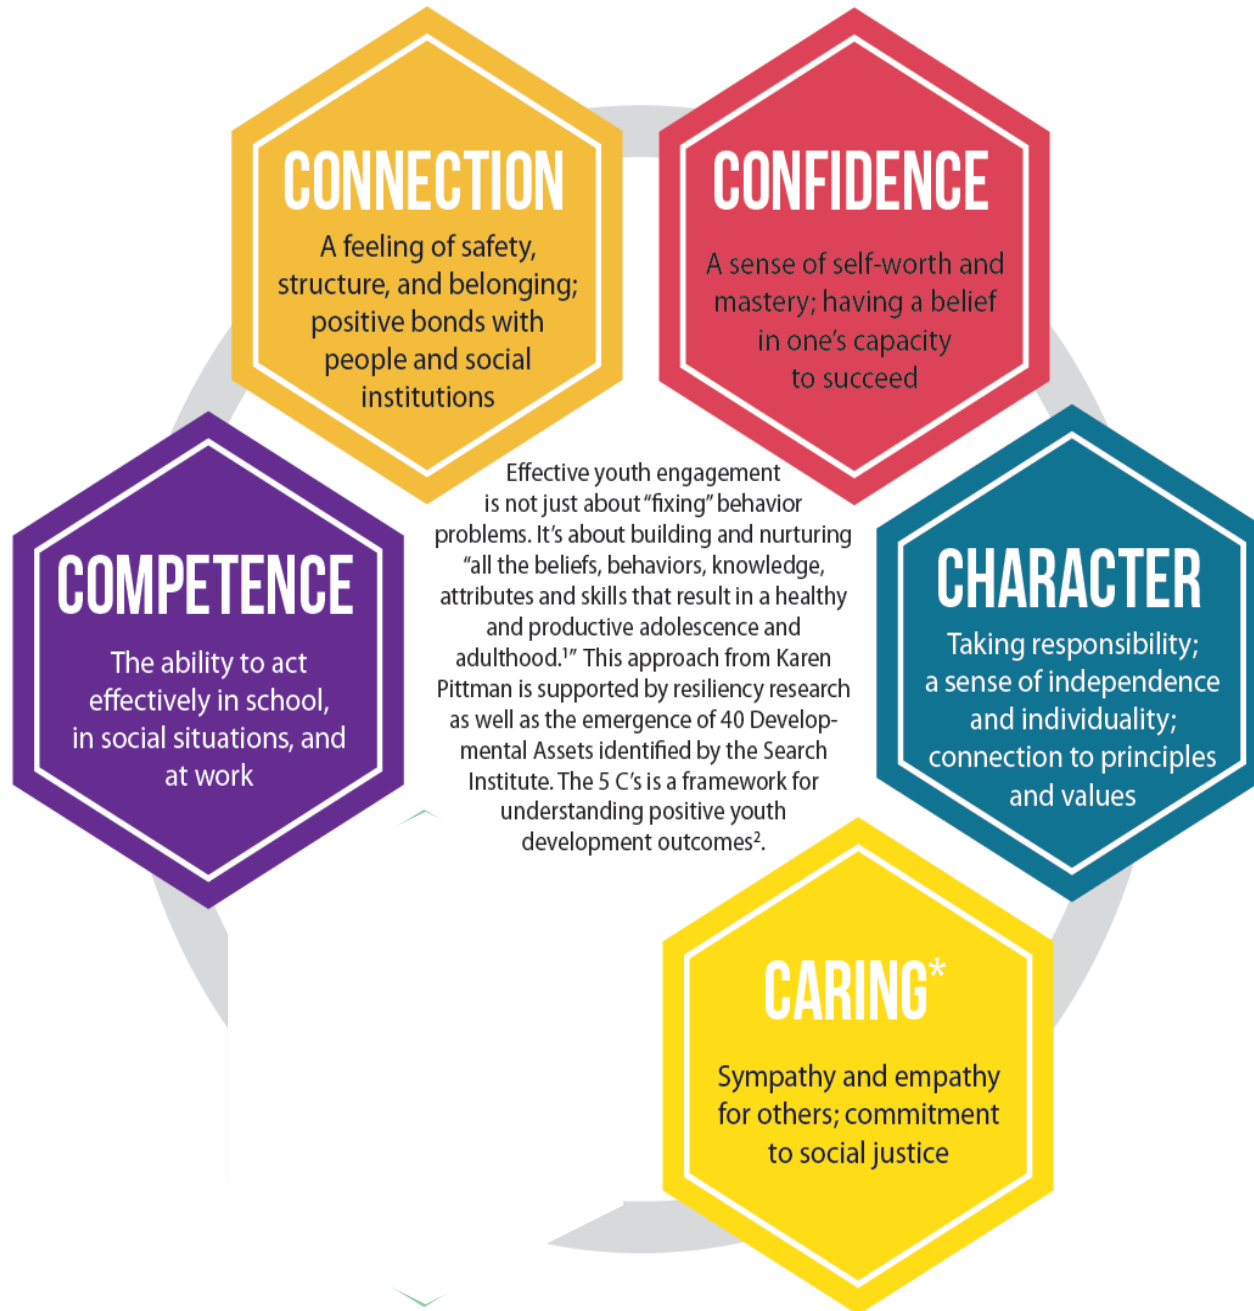 CONNECTION
A feeling of safety,
structure, and belonging;
positive bonds with
people and social
institutions
CONFIDENCE
A sense of self-worth and
mastery; having a belief
in one’s capacity
to succeed
COMPETENCE
The ability to act
effectively in school,
in social situations, and
at work
Effective youth engagement
is not just about “fixing” behavior
problems. It’s about building and nurturing
“all the beliefs, behaviors, knowledge,
attributes and skills that result in a healthy
and productive adolescence and
adulthood.¹” This approach from Karen
Pittman is supported by resiliency research
as well as the emergence of 40 Develop-
mental Assets identified by the Search
Institute. The 5 C’s is a framework for
understanding positive youth
development outcomes².
CHARACTER
Taking responsibility;
a sense of independence
and individuality;
connection to principles
and values
CARING*
Sympathy and empathy
for others; commitment
to social justice